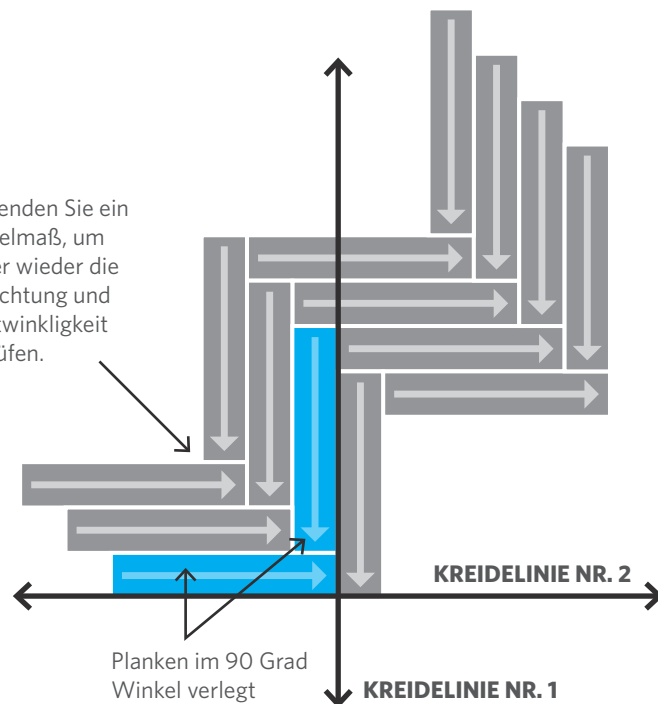 enden Sie ein
elmaß, um
er wieder die
chtung und
twinkligkeit
üfen.
KREIDELINIE NR. 2
Planken im 90 Grad
Winkel verlegt
KREIDELINIE NR. 1